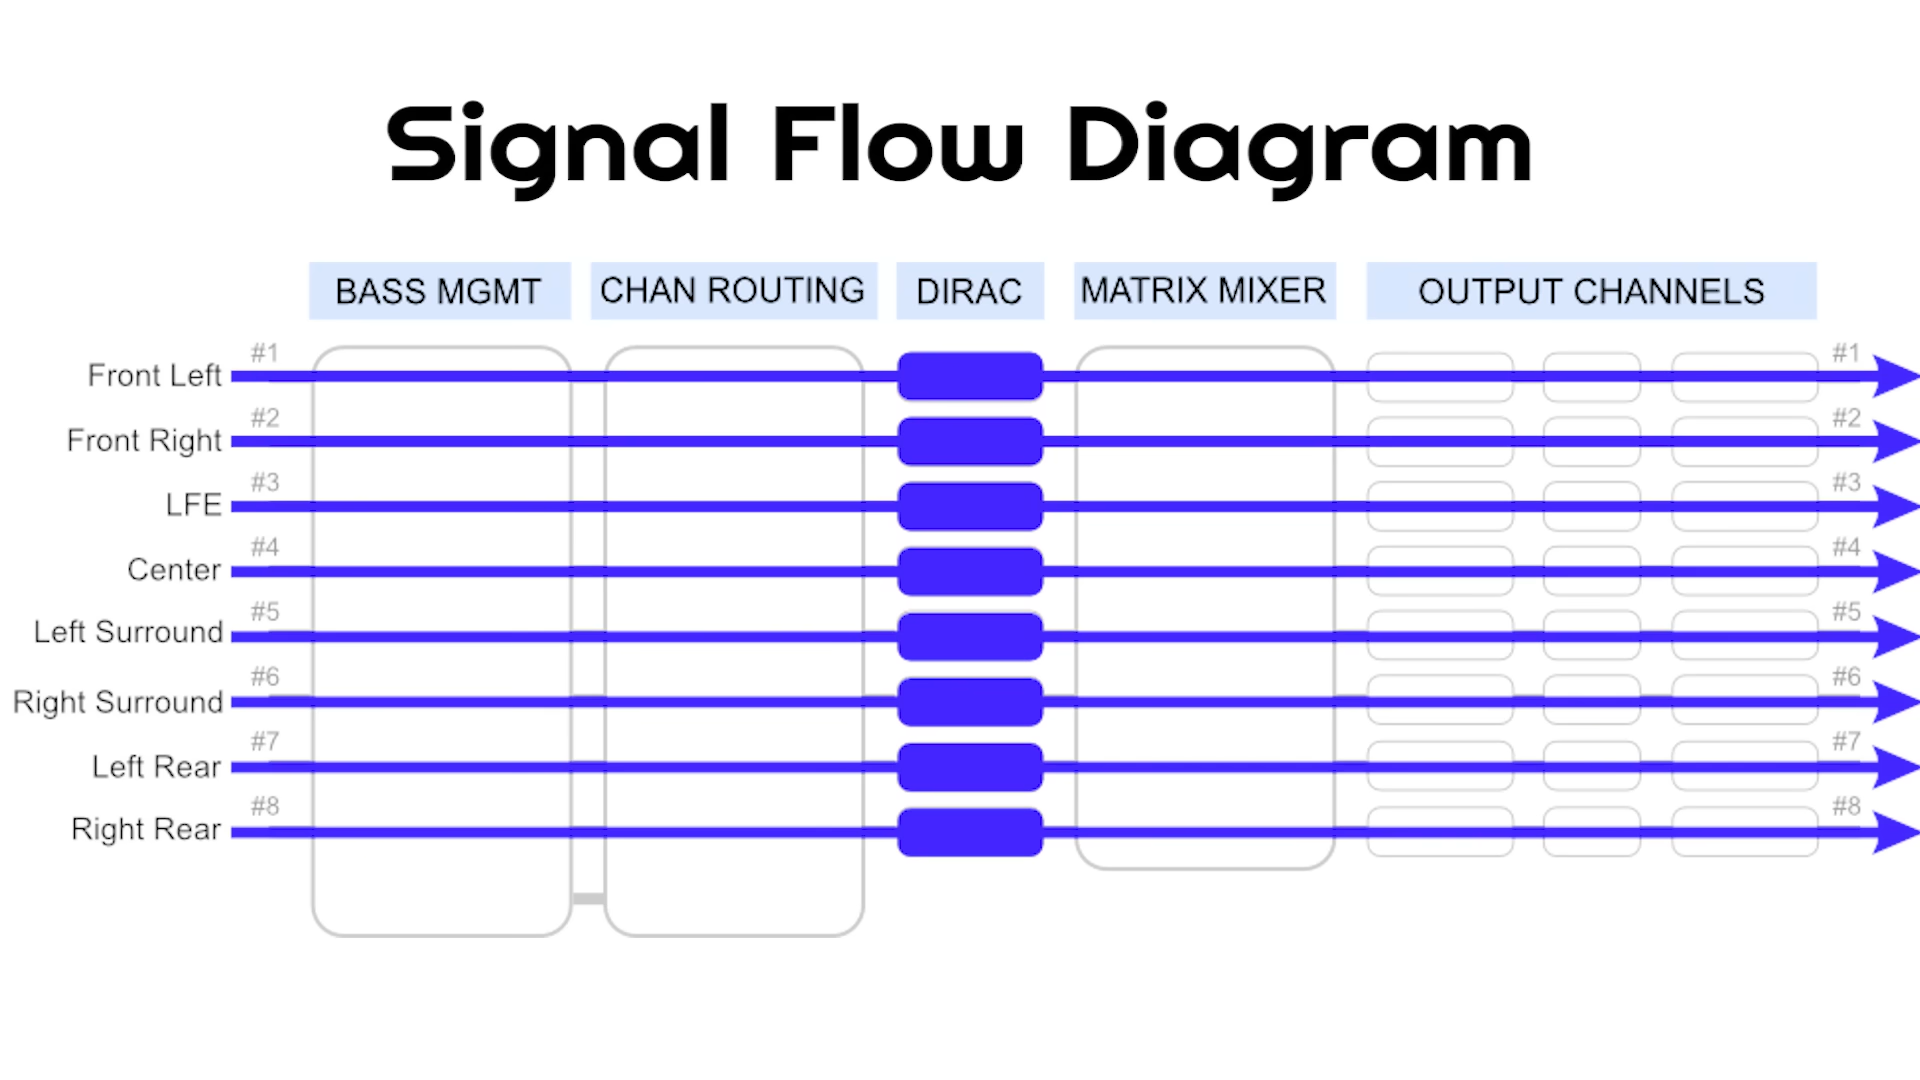 Signal Flow Diagram
BASS MGMT CHAN ROUTING DIRAC MATRIX MIXER OUTPUT CHANNELS
Front Left #1 #1
Front Right #2 #2
LFE #3 #3
Center #4 #4
Left Surround #5 #5
Right Surround #6 #6
Left Rear #7 #7
Right Rear #8 #8